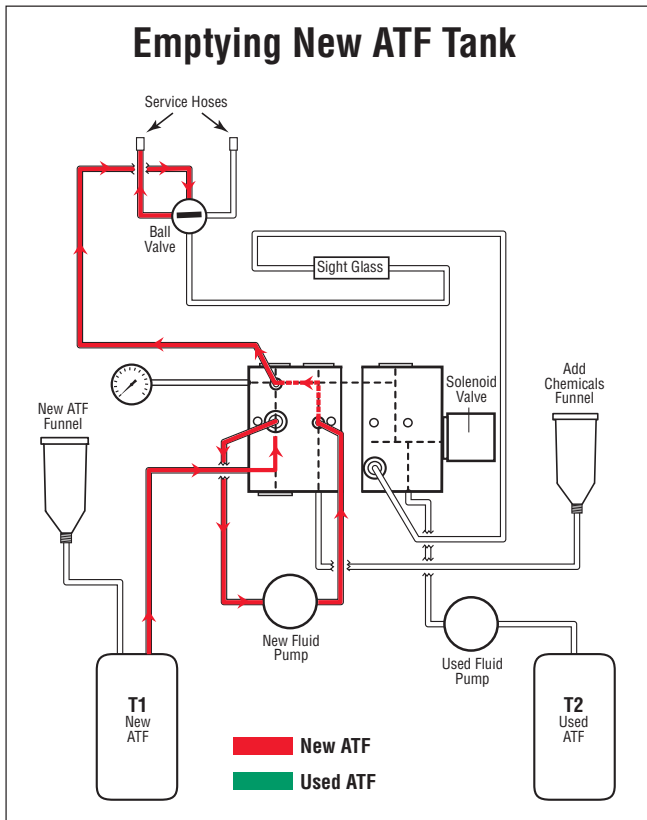 Emptying New ATF Tank
Service Hoses
Ball
Valve
Sight Glass
Solenoid
Valve
Add
Chemicals
Funnel
New ATF
Funnel
New Fluid
Pump
Used Fluid
Pump
T1
New
ATF
T2
Used
ATF
New ATF
Used ATF